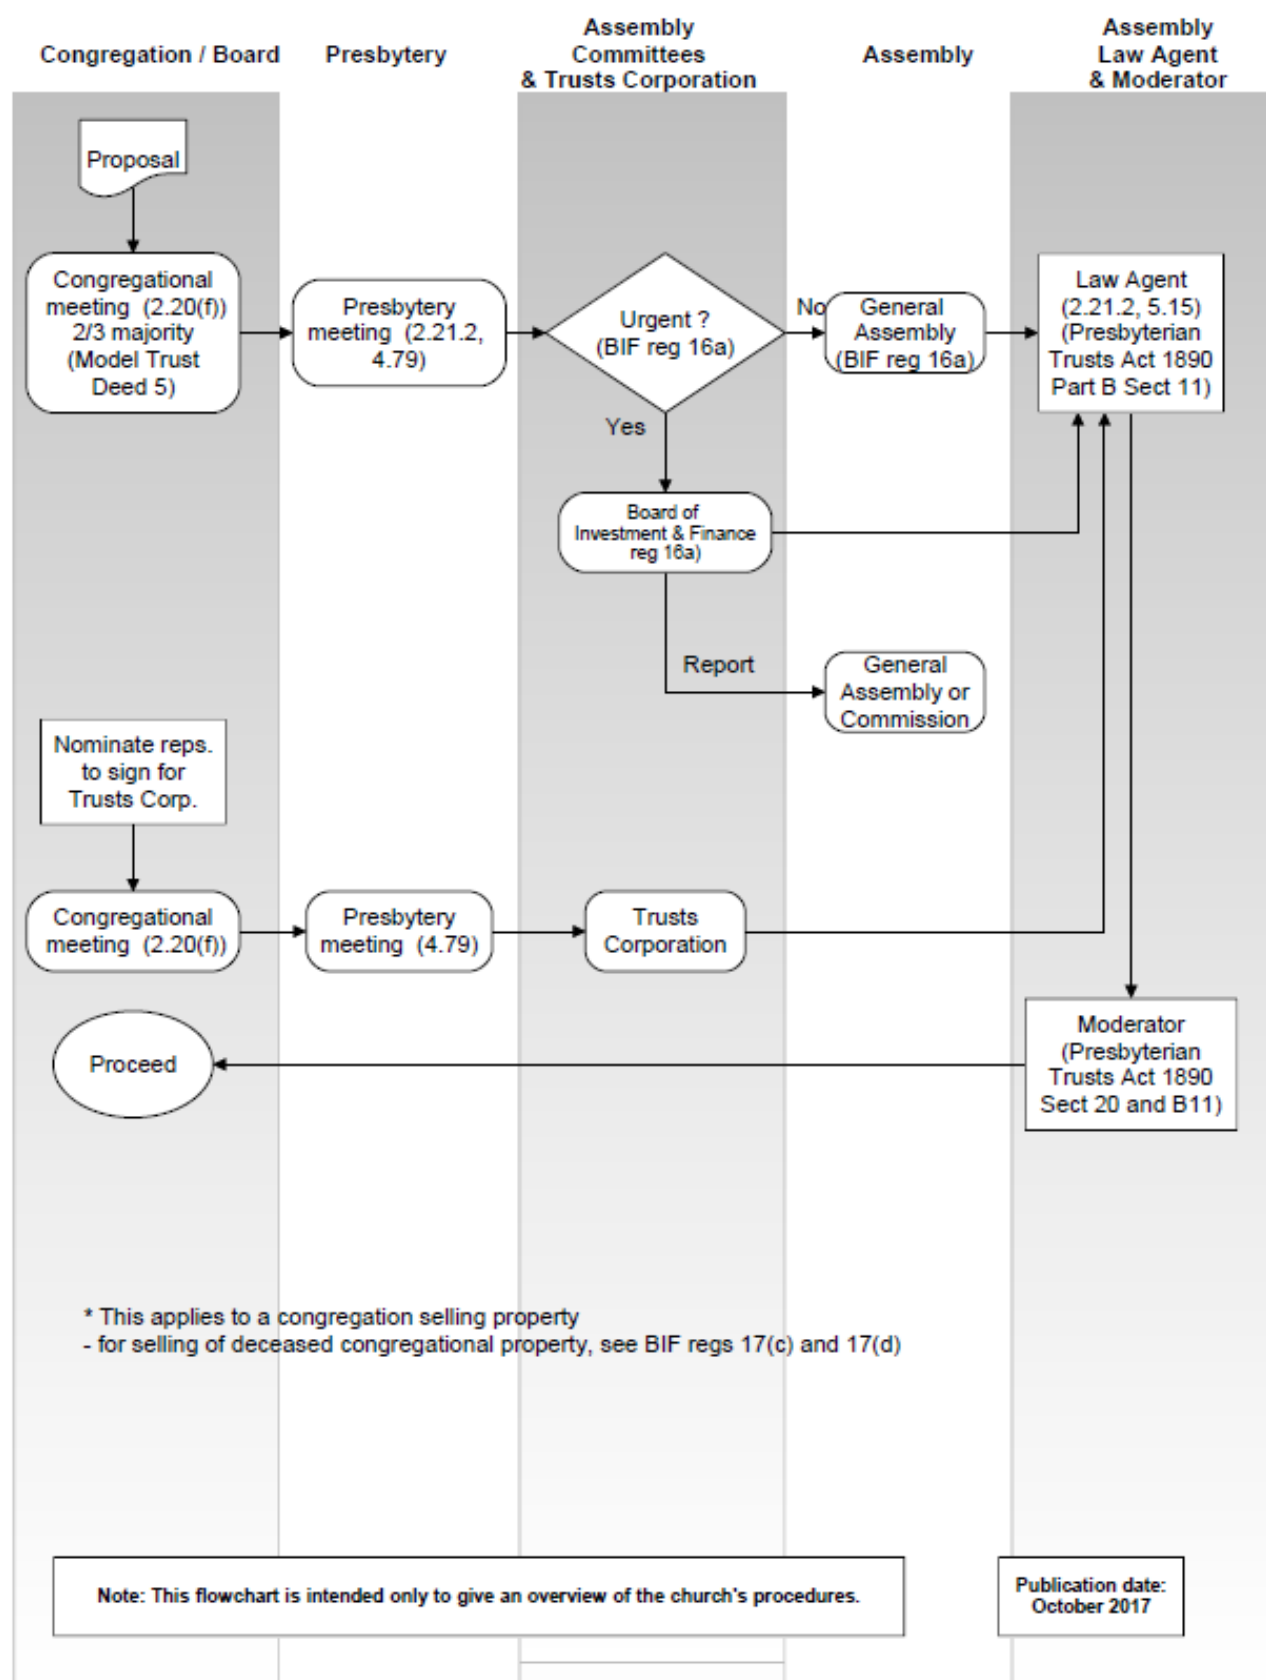 Congregation / Board
Presbytery
Assembly
Committees
& Trusts Corporation
Assembly
Assembly
Law Agent
& Moderator
Proposal
Congregational
meeting (2.20(f))
2/3 majority
(Model Trust
Deed 5)
Presbytery
meeting (2.21.2,
4.79)
Urgent ?
(BIF reg 16a)
No
General
Assembly
(BIF reg 16a)
Law Agent
(2.21.2, 5.15)
(Presbyterian
Trusts Act 1890
Part B Sect 11)
Yes
Board of
Investment & Finance
reg 16a)
Report
General
Assembly or
Commission
Nominate reps.
to sign for
Trusts Corp.
Congregational
meeting (2.20(f))
Presbytery
meeting (4.79)
Trusts
Corporation
Moderator
(Presbyterian
Trusts Act 1890
Sect 20 and B11)
Proceed
* This applies to a congregation selling property
- for selling of deceased congregational property, see BIF regs 17(c) and 17(d)
Note: This flowchart is intended only to give an overview of the church's procedures.
Publication date:
October 2017